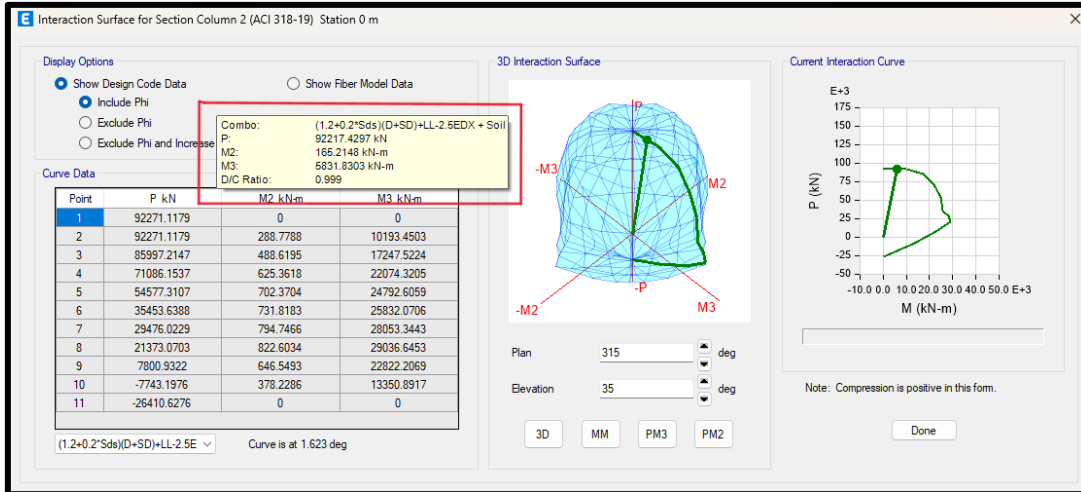 E Interaction Surface for Section Column 2 (ACI 318-19) Station 0 m
Display Options
Show Design Code Data
Show Fiber Model Data
Include Phi
Exclude Phi
Exclude Phi and Increase
Combo: (1.2+0.2*Sds)(D+SD)+LL-2.5EDX + Soil
P: 92217.4297 kN
M2: 165.2148 kN-m
M3: 5831.8303 kN-m
D/C Ratio: 0.999
Curve Data
Point P kN M2 kN-m M3 kN-m
1 92271.1179 0 0
2 92271.1179 288.7788 10193.4503
3 85997.2147 488.6195 17247.5224
4 71086.1537 625.3618 22074.3205
5 54577.3107 702.3704 24792.6059
6 35453.6388 731.8183 25832.0706
7 29476.0229 794.7466 28053.3443
8 21373.0703 822.6034 29036.6453
9 7800.9322 646.5493 22822.2069
10 -7743.1976 378.2286 13350.8917
11 -26410.6276 0 0
(1.2+0.2*Sds)(D+SD)+LL-2.5E
Curve is at 1.623 deg
3D Interaction Surface
P
-M3
M2
-P
-M2
M3
Plan 315 deg
Elevation 35 deg
3D MM PM3 PM2
Current Interaction Curve
E+3
175
150
125
100
75
50
25
0
-25
-50
P (kN)
-10.0 0.0 10.0 20.0 30.0 40.0 50.0 E+3
M (kN-m)
Note: Compression is positive in this form.
Done